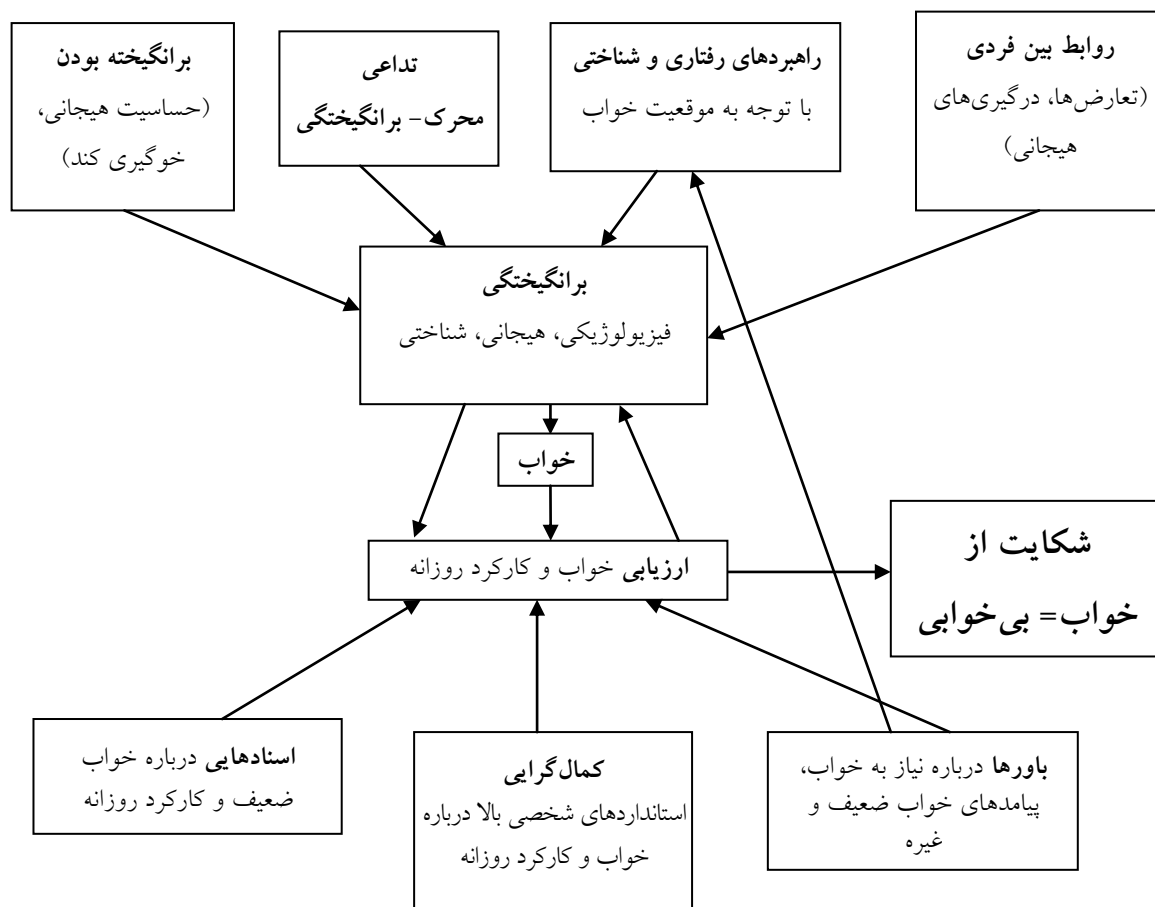 روابط بین فردی
(تعارض‌ها، درگیری‌های
هیجانی)
راهبردهای رفتاری و شناختی
با توجه به موقعیت خواب
تداعی
محرک- برانگیختگی
برانگیخته بودن
(حساسیت هیجانی،
خوگیری کند)
برانگیختگی
فیزیولوژیکی، هیجانی، شناختی
خواب
ارزیابی خواب و کارکرد روزانه
شکایت از
خواب= بی‌خوابی
باورها درباره نیاز به خواب،
پیامدهای خواب ضعیف و
غیره
کمال‌گرایی
استانداردهای شخصی بالا درباره
خواب و کارکرد روزانه
اسنادهایی درباره خواب
ضعیف و کارکرد روزانه